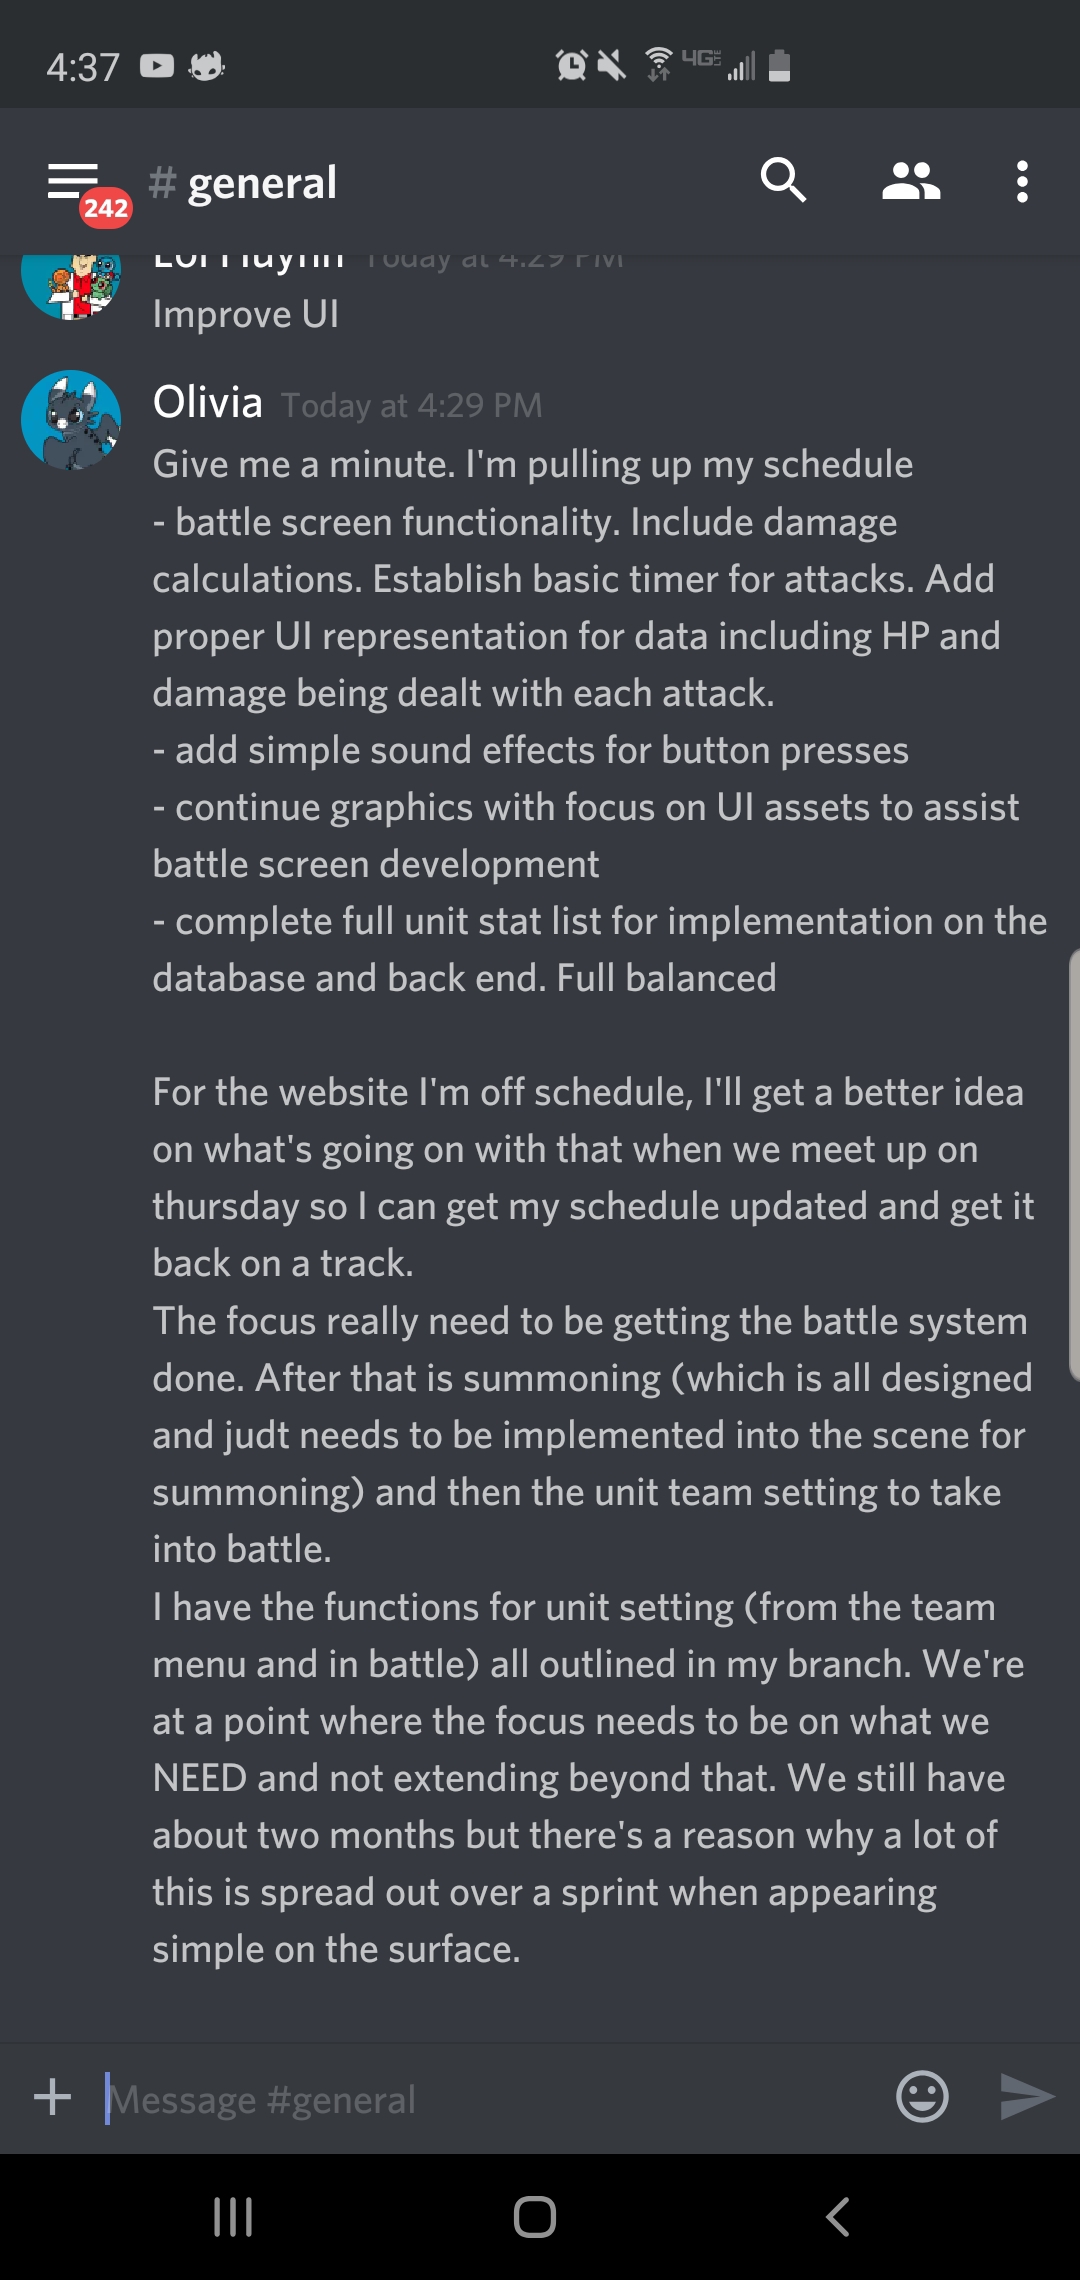 4:37
4G LTE
242
# general
Today at 4:29 PM
Improve UI
Olivia Today at 4:29 PM
Give me a minute. I'm pulling up my schedule
- battle screen functionality. Include damage
calculations. Establish basic timer for attacks. Add
proper UI representation for data including HP and
damage being dealt with each attack.
- add simple sound effects for button presses
- continue graphics with focus on UI assets to assist
battle screen development
- complete full unit stat list for implementation on the
database and back end. Full balanced
For the website I'm off schedule, I'll get a better idea
on what's going on with that when we meet up on
thursday so I can get my schedule updated and get it
back on a track.
The focus really need to be getting the battle system
done. After that is summoning (which is all designed
and judt needs to be implemented into the scene for
summoning) and then the unit team setting to take
into battle.
I have the functions for unit setting (from the team
menu and in battle) all outlined in my branch. We're
at a point where the focus needs to be on what we
NEED and not extending beyond that. We still have
about two months but there's a reason why a lot of
this is spread out over a sprint when appearing
simple on the surface.
Message #general